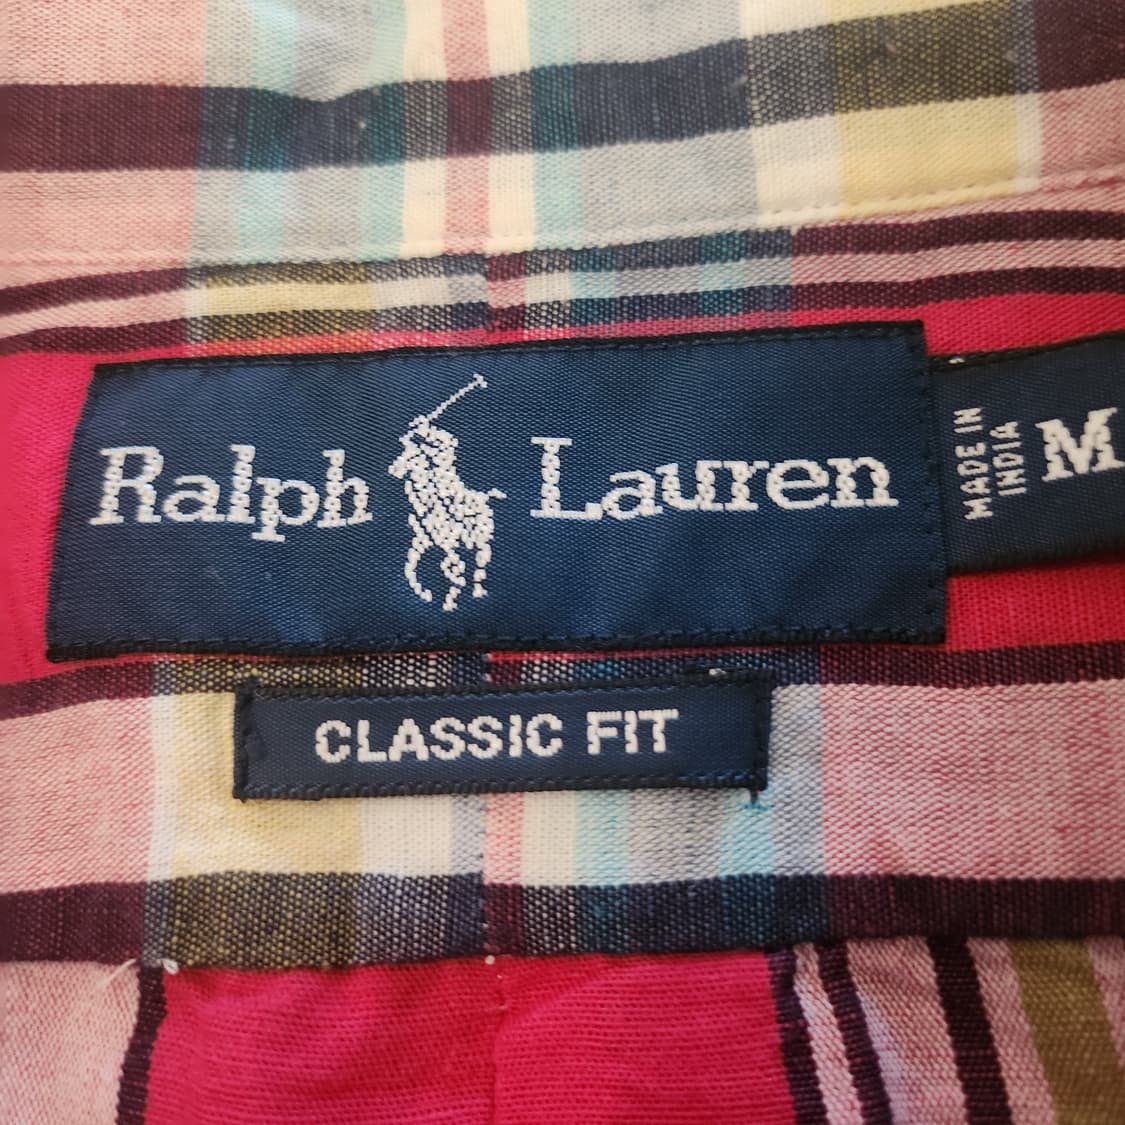 Ralph Lauren
MADE IN
INDIA
M
CLASSIC FIT